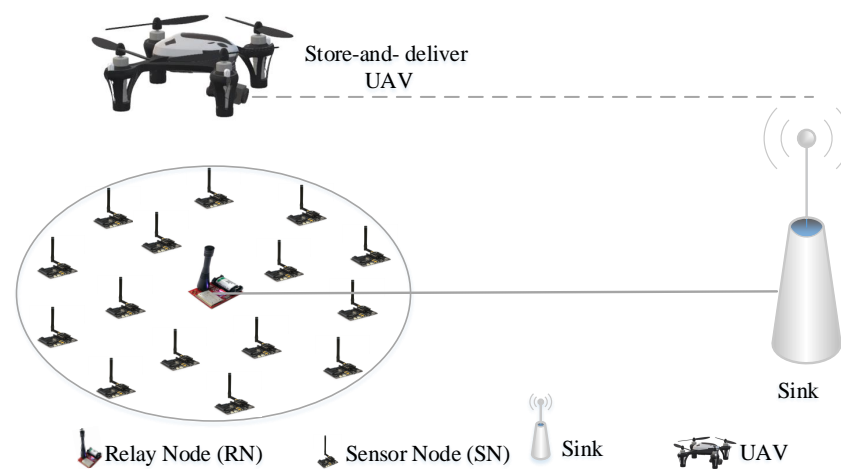 Store-and- deliver
UAV
Sink
Relay Node (RN)
Sensor Node (SN)
Sink
UAV